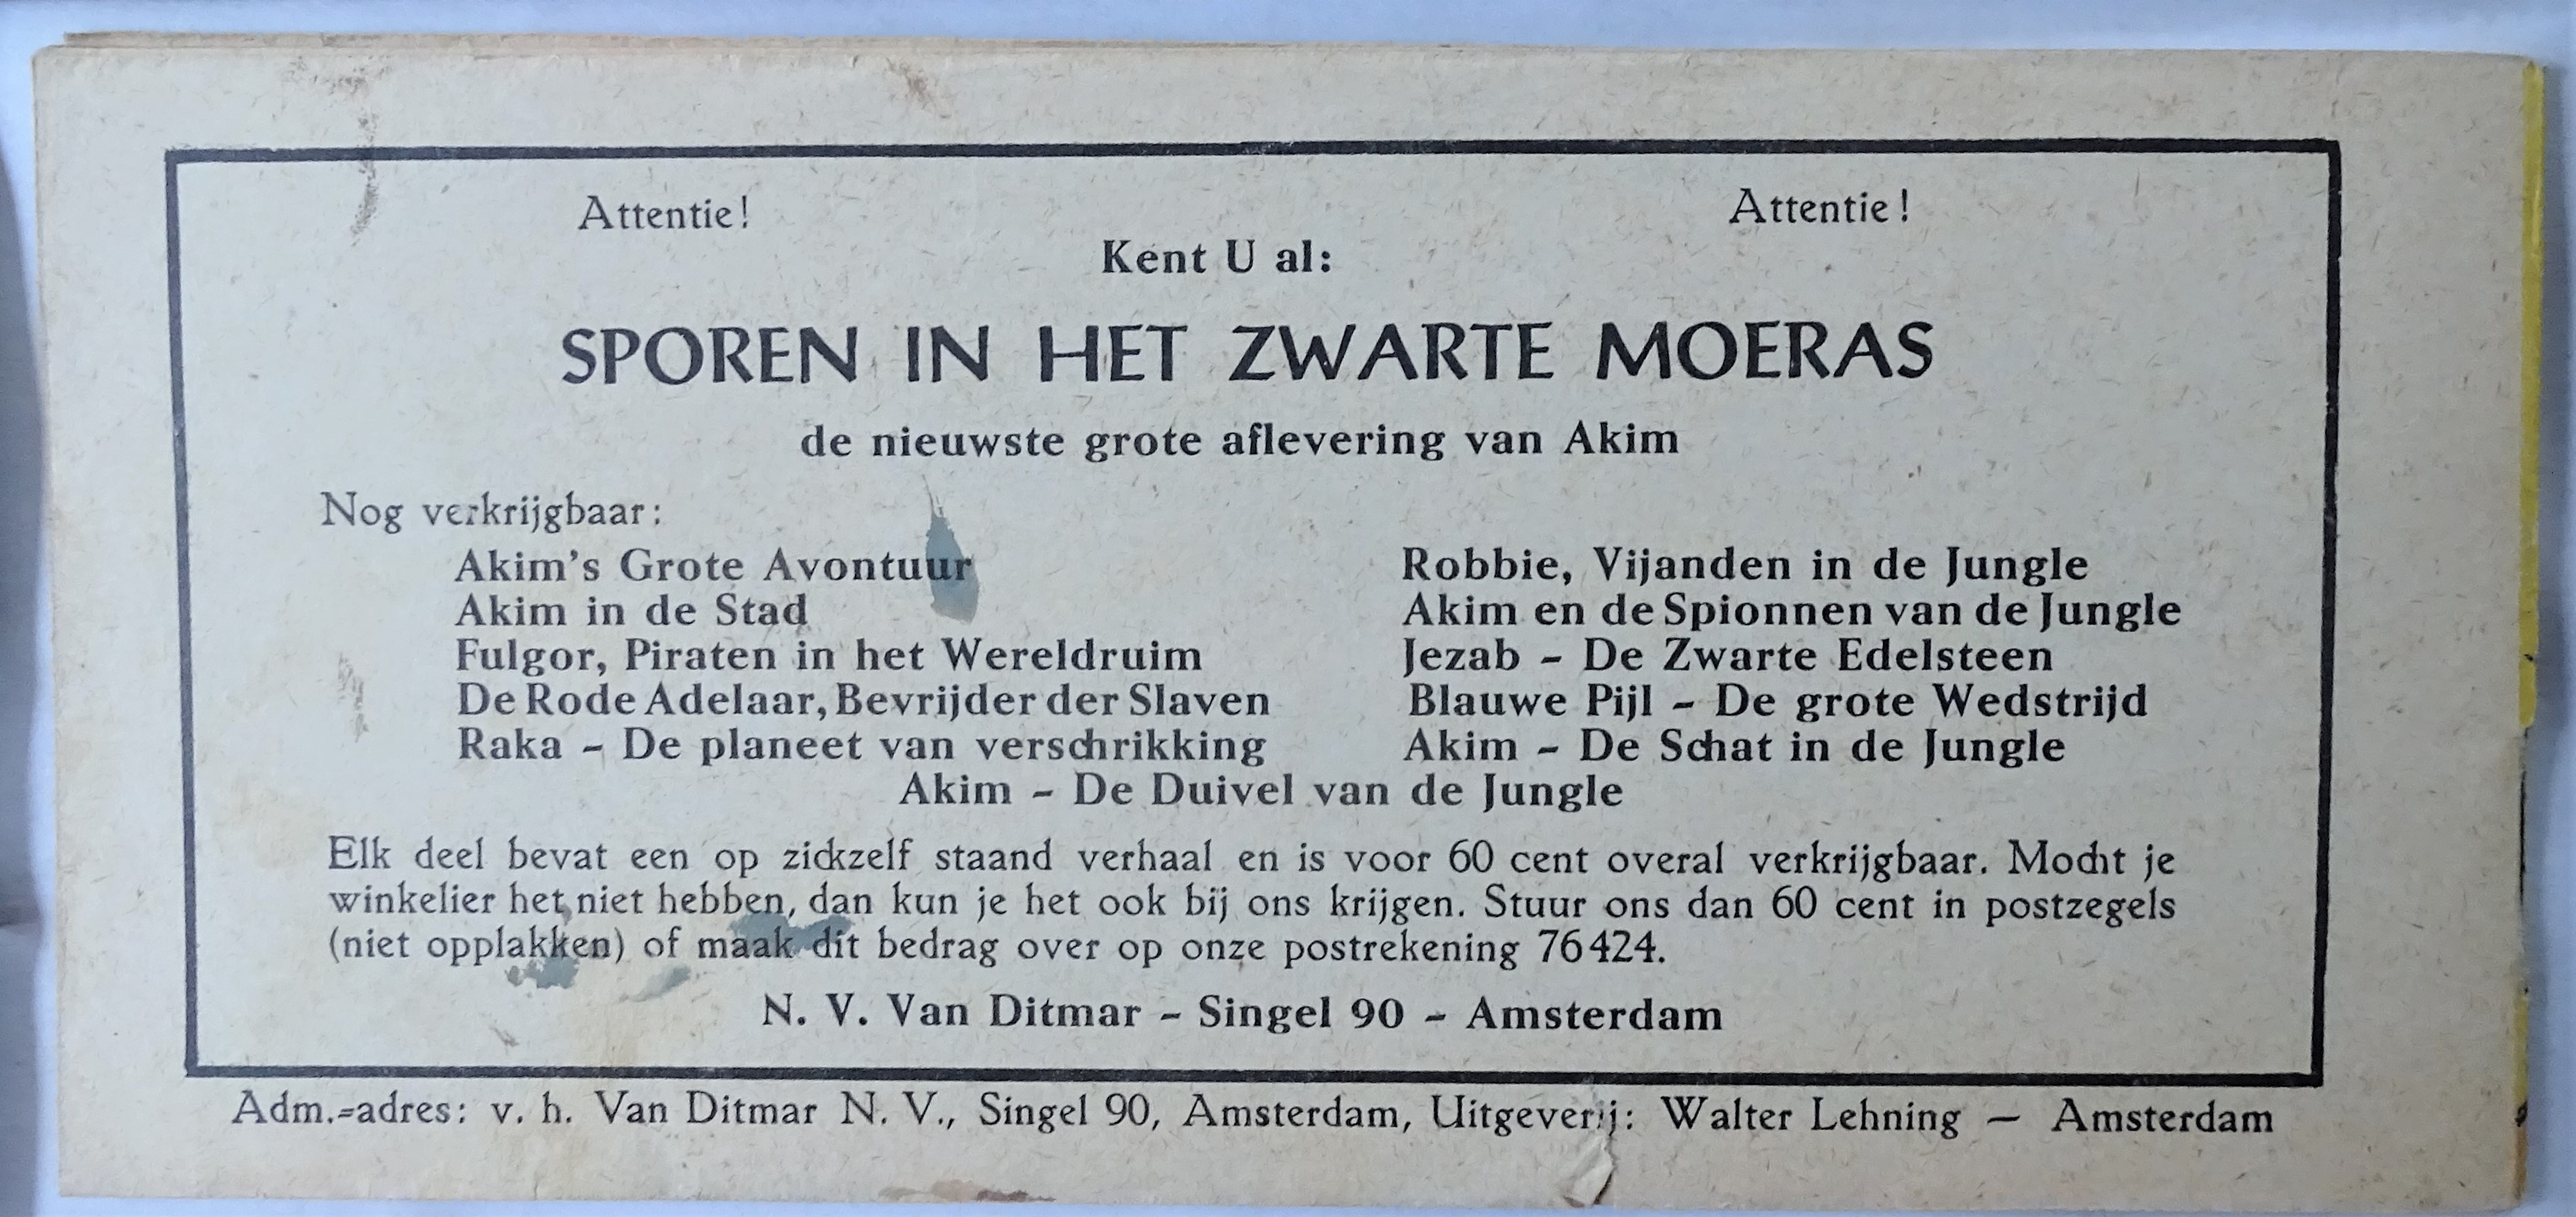 Attentie! Attentie!
Kent U al:
SPOREN IN HET ZWARTE MOERAS
de nieuwste grote aflevering van Akim
Nog verkrijgbaar:
Akim's Grote Avontuur
Akim in de Stad
Fulgor, Piraten in het Wereldruim
De Rode Adelaar, Bevrijder der Slaven
Raka - De planeet van verschrikking
Robbie, Vijanden in de Jungle
Akim en de Spionnen van de Jungle
Jezab - De Zwarte Edelsteen
Blauwe Pijl - De grote Wedstrijd
Akim - De Schat in de Jungle
Akim - De Duivel van de Jungle
Elk deel bevat een op zickzelf staand verhaal en is voor 60 cent overal verkrijgbaar. Mocht je
winkelier het niet hebben, dan kun je het ook bij ons krijgen. Stuur ons dan 60 cent in postzegels
(niet opplakken) of maak dit bedrag over op onze postrekening 76424.
N. V. Van Ditmar - Singel 90 - Amsterdam
Adm.-adres: v. h. Van Ditmar N. V., Singel 90, Amsterdam, Uitgeverij: Walter Lehning — Amsterdam